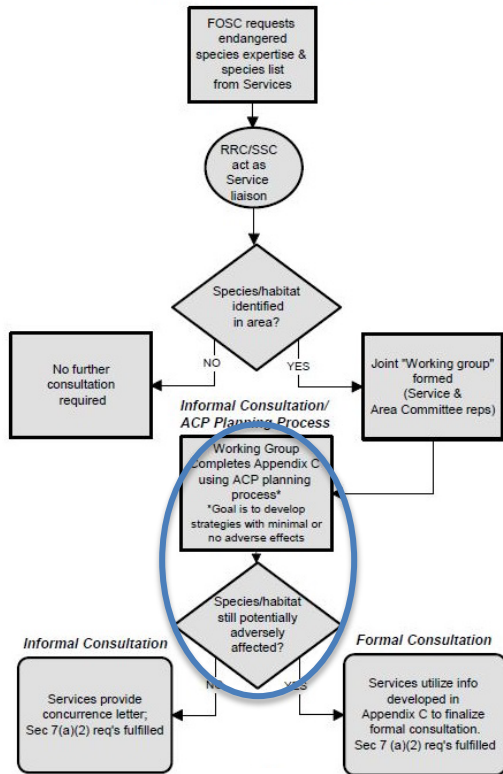 FOSC requests
endangered
species expertise &
species list
from Services
RRC/SSC
act as
Service
liaison
Species/habitat
identified
in area?
NO
YES
No further
consultation
required
Joint "Working group"
formed
(Service &
Area Committee reps)
Informal Consultation/
ACP Planning Process
Working Group
Completes Appendix C
using ACP planning
process*
*Goal is to develop
strategies with minimal or
no adverse effects
Species/habitat
still potentially
adversely
affected?
NO
YES
Informal Consultation
Services provide
concurrence letter;
Sec 7(a)(2) req's fulfilled
Formal Consultation
Services utilize info
developed in
Appendix C to finalize
formal consultation.
Sec 7 (a)(2) req's fulfilled